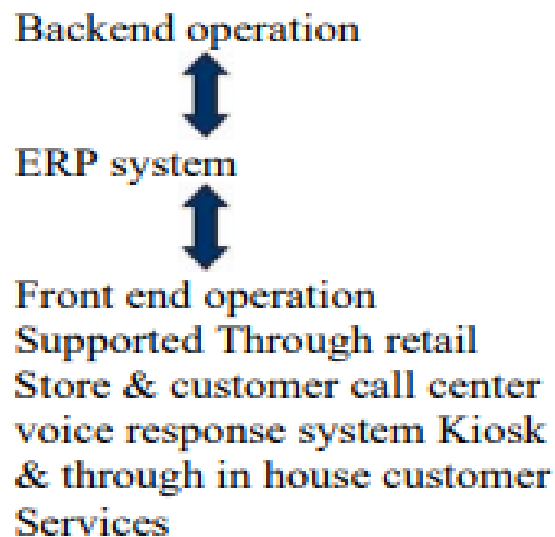 Backend operation
ERP system
Front end operation
Supported Through retail
Store & customer call center
voice response system Kiosk
& through in house customer
Services